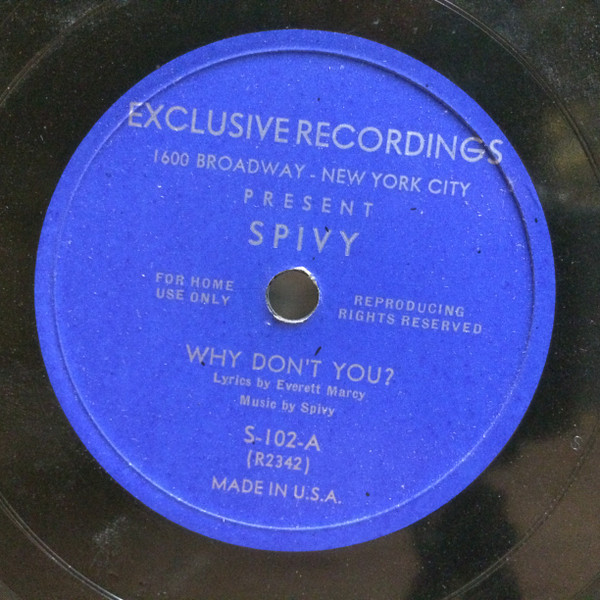 EXCLUSIVE RECORDINGS
1600 BROADWAY - NEW YORK CITY
PRESENT
SPIVY
FOR HOME
USE ONLY
REPRODUCING
RIGHTS RESERVED
WHY DON'T YOU?
Lyrics by Everett Marcy
Music by Spivy
S-102-A
(R2342)
MADE IN U.S.A.